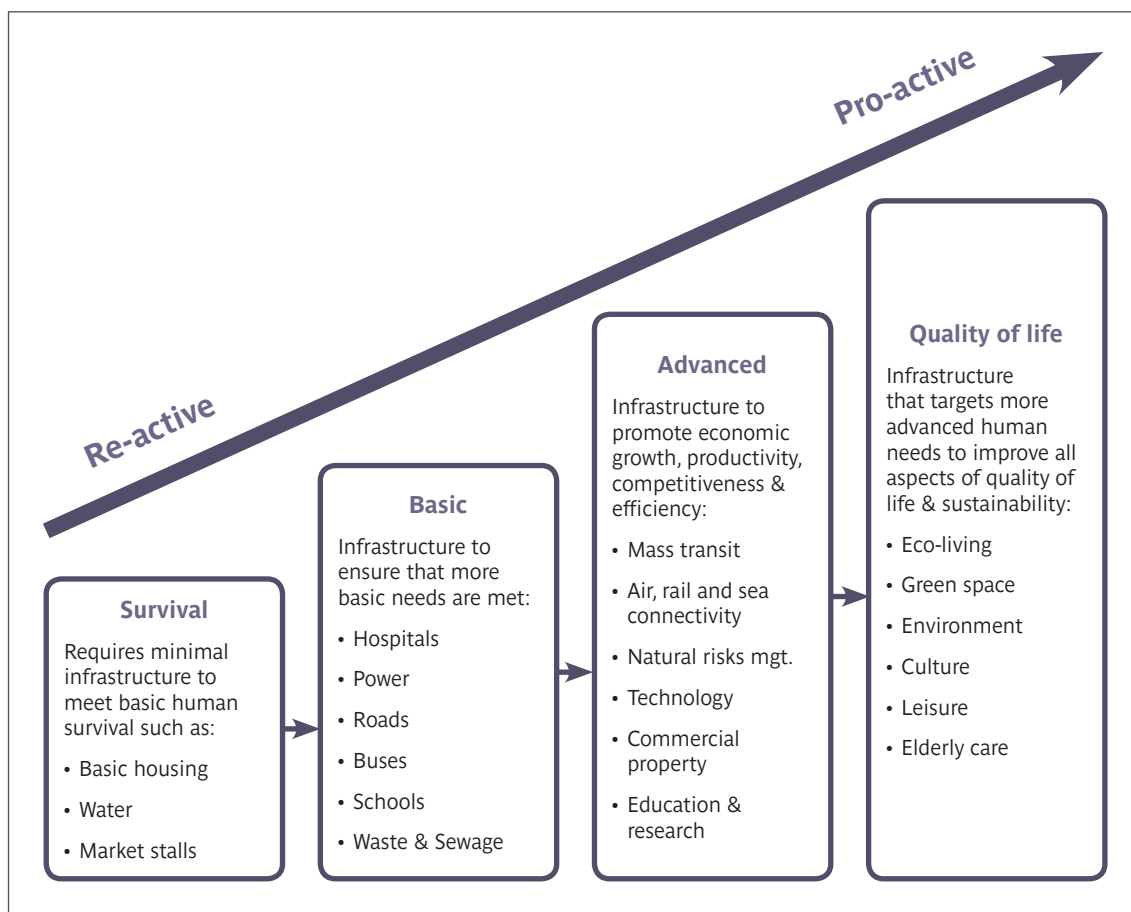 Pro-active
Re-active
Survival
Requires minimal
infrastructure to
meet basic human
survival such as:
• Basic housing
• Water
• Market stalls
Basic
Infrastructure to
ensure that more
basic needs are met:
• Hospitals
• Power
• Roads
• Buses
• Schools
• Waste & Sewage
Advanced
Infrastructure to
promote economic
growth, productivity,
competitiveness &
efficiency:
• Mass transit
• Air, rail and sea
connectivity
• Natural risks mgt.
• Technology
• Commercial
property
• Education &
research
Quality of life
Infrastructure
that targets more
advanced human
needs to improve all
aspects of quality of
life & sustainability:
• Eco-living
• Green space
• Environment
• Culture
• Leisure
• Elderly care